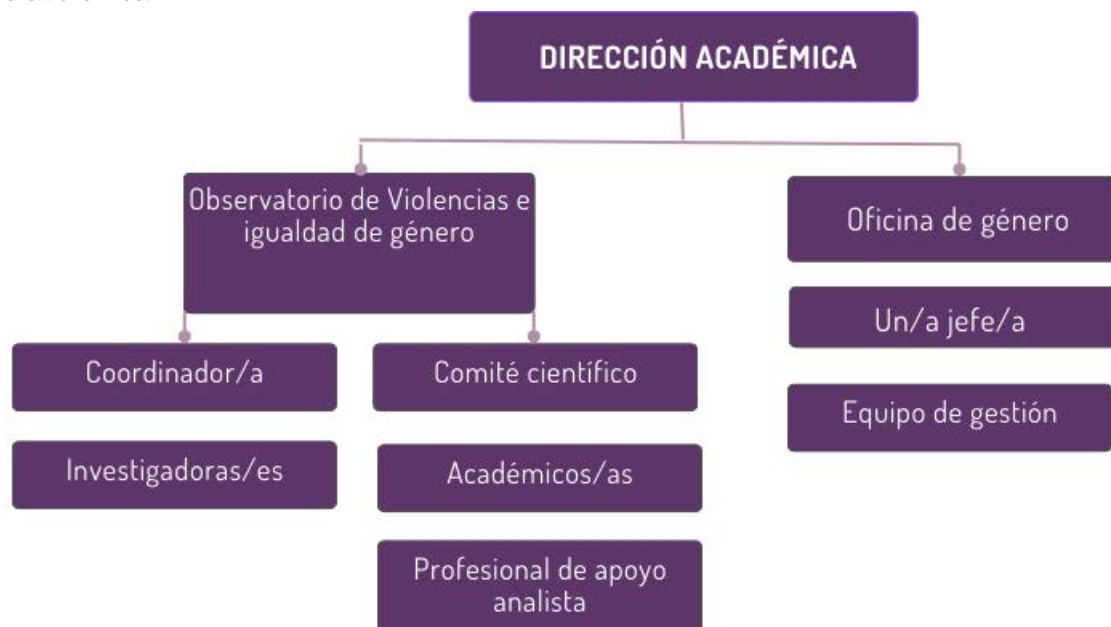 DIRECCIÓN ACADÉMICA
Observatorio de Violencias e
igualdad de género
Oficina de género
Un/a jefe/a
Coordinador/a
Comité científico
Equipo de gestión
Investigadoras/es
Académicos/as
Profesional de apoyo
analista